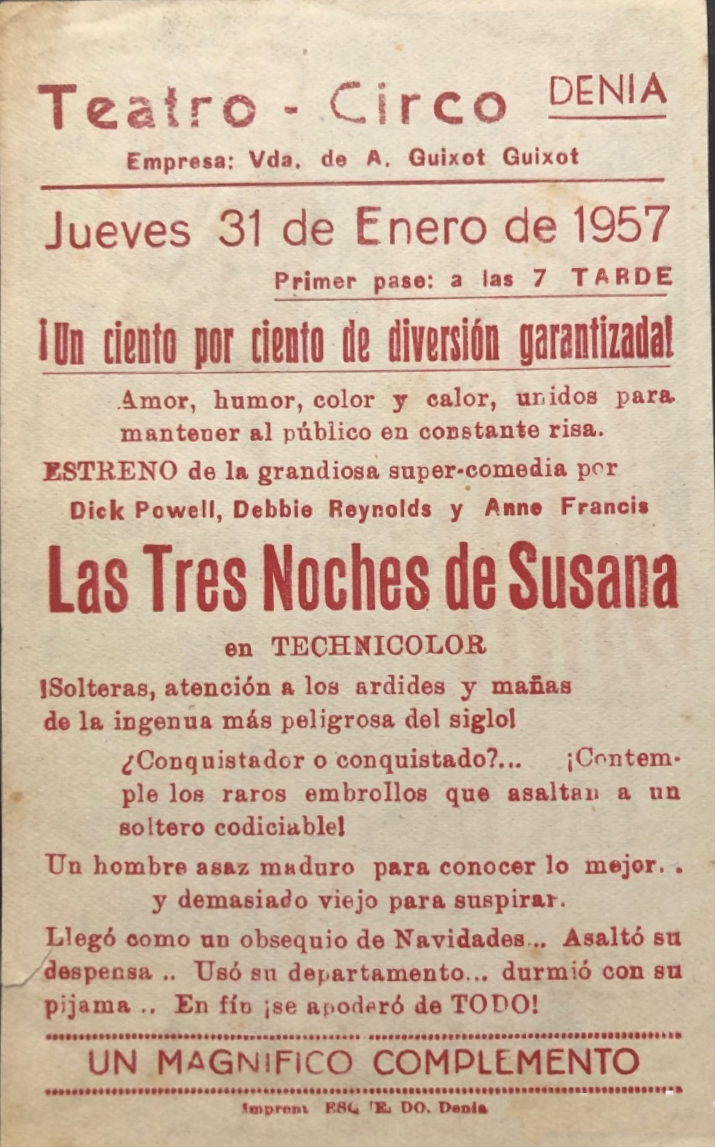 Teatro - Circo DENIA
Empresa: Vda. de A. Guixot Guixot
Jueves 31 de Enero de 1957
Primer pase: a las 7 TARDE
¡Un ciento por ciento de diversión garantizada!
Amor, humor, color y calor, unidos para
mantener al público en constante risa.
ESTRENO de la grandiosa super-comedia por
Dick Powell, Debbie Reynolds y Anne Francis
Las Tres Noches de Susana
en TECHNICOLOR
¡Solteras, atención a los ardides y mañas
de la ingenua más peligrosa del siglo!
¿Conquistador o conquistado?... ¡Contem-
ple los raros embrollos que asaltan a un
soltero codiciable!
Un hombre asaz maduro para conocer lo mejor. .
y demasiado viejo para suspirar.
Llegó como un obsequio de Navidades... Asaltó su
despensa .. Usó su departamento... durmió con su
pijama .. En fín ¡se apoderó de TODO!
UN MAGNIFICO COMPLEMENTO
DO. Denia